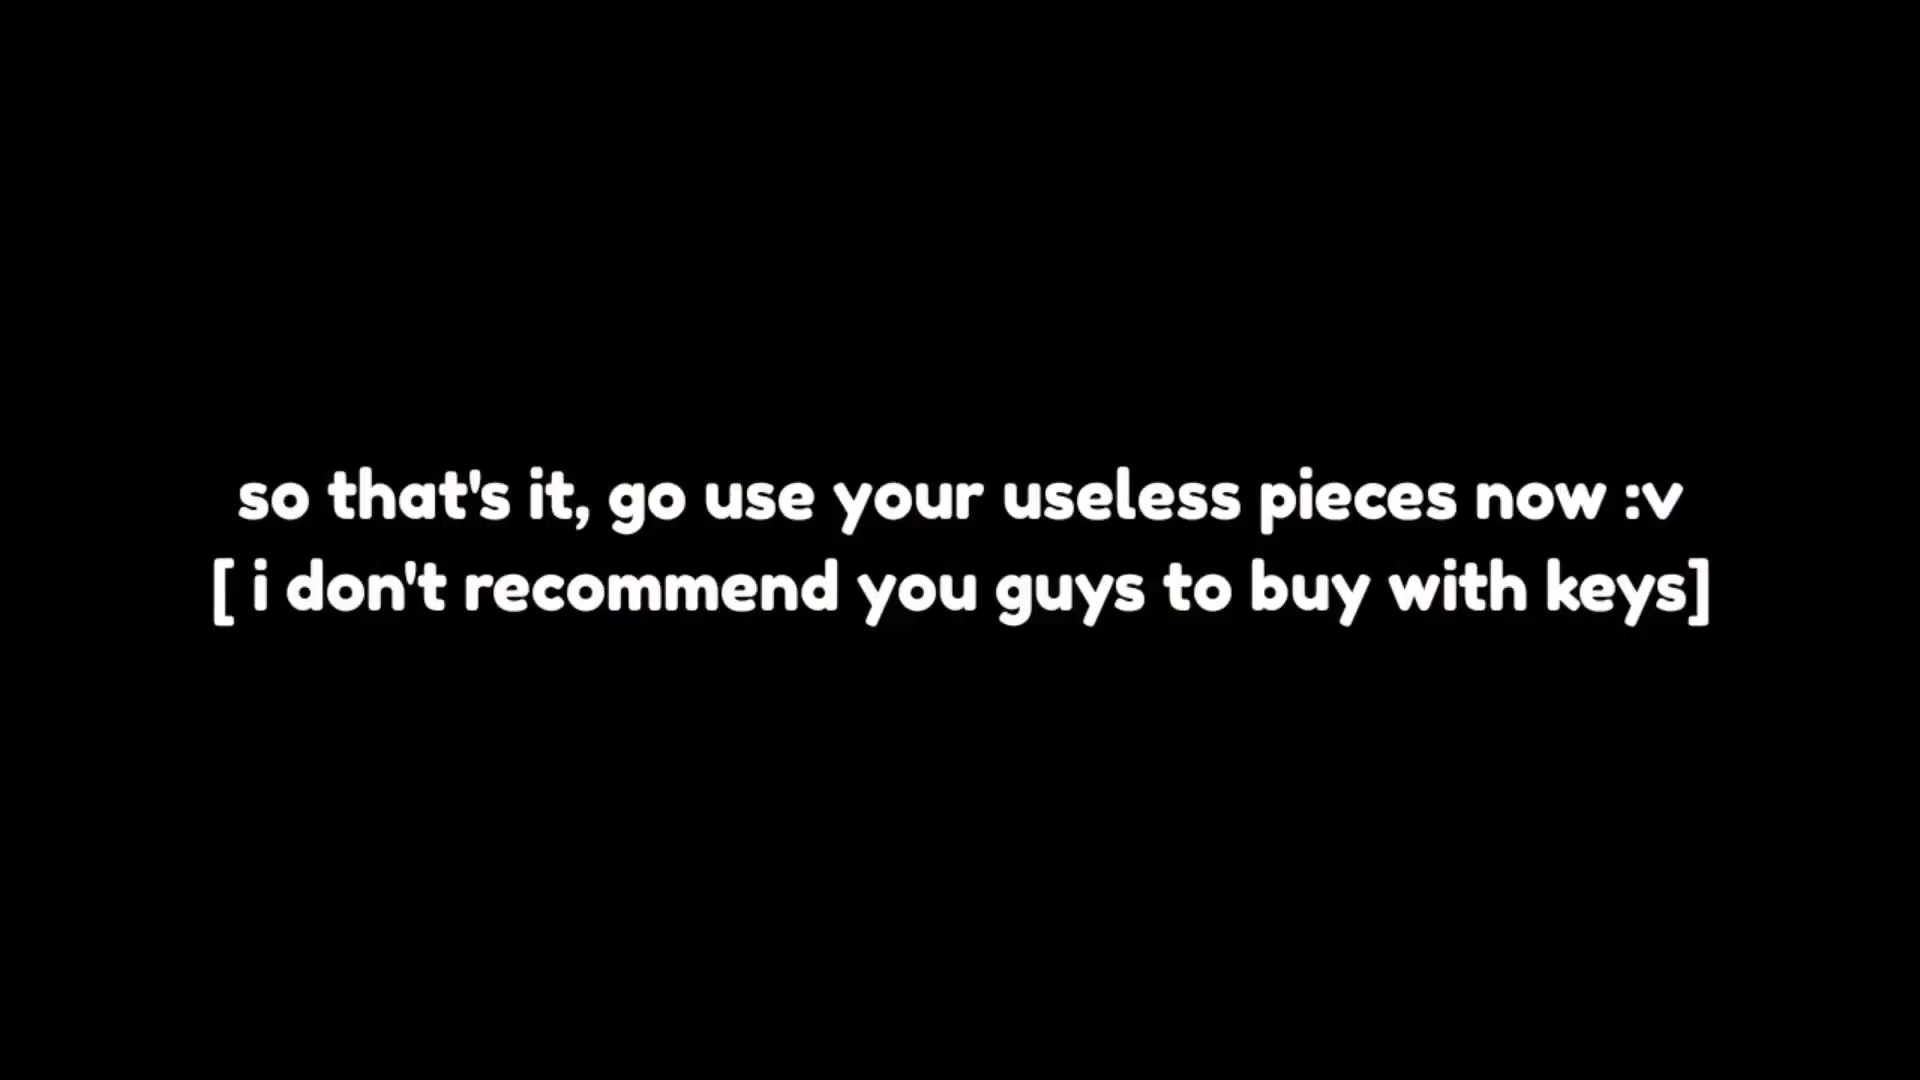 so that's it, go use your useless pieces now :v
[ i don't recommend you guys to buy with keys]